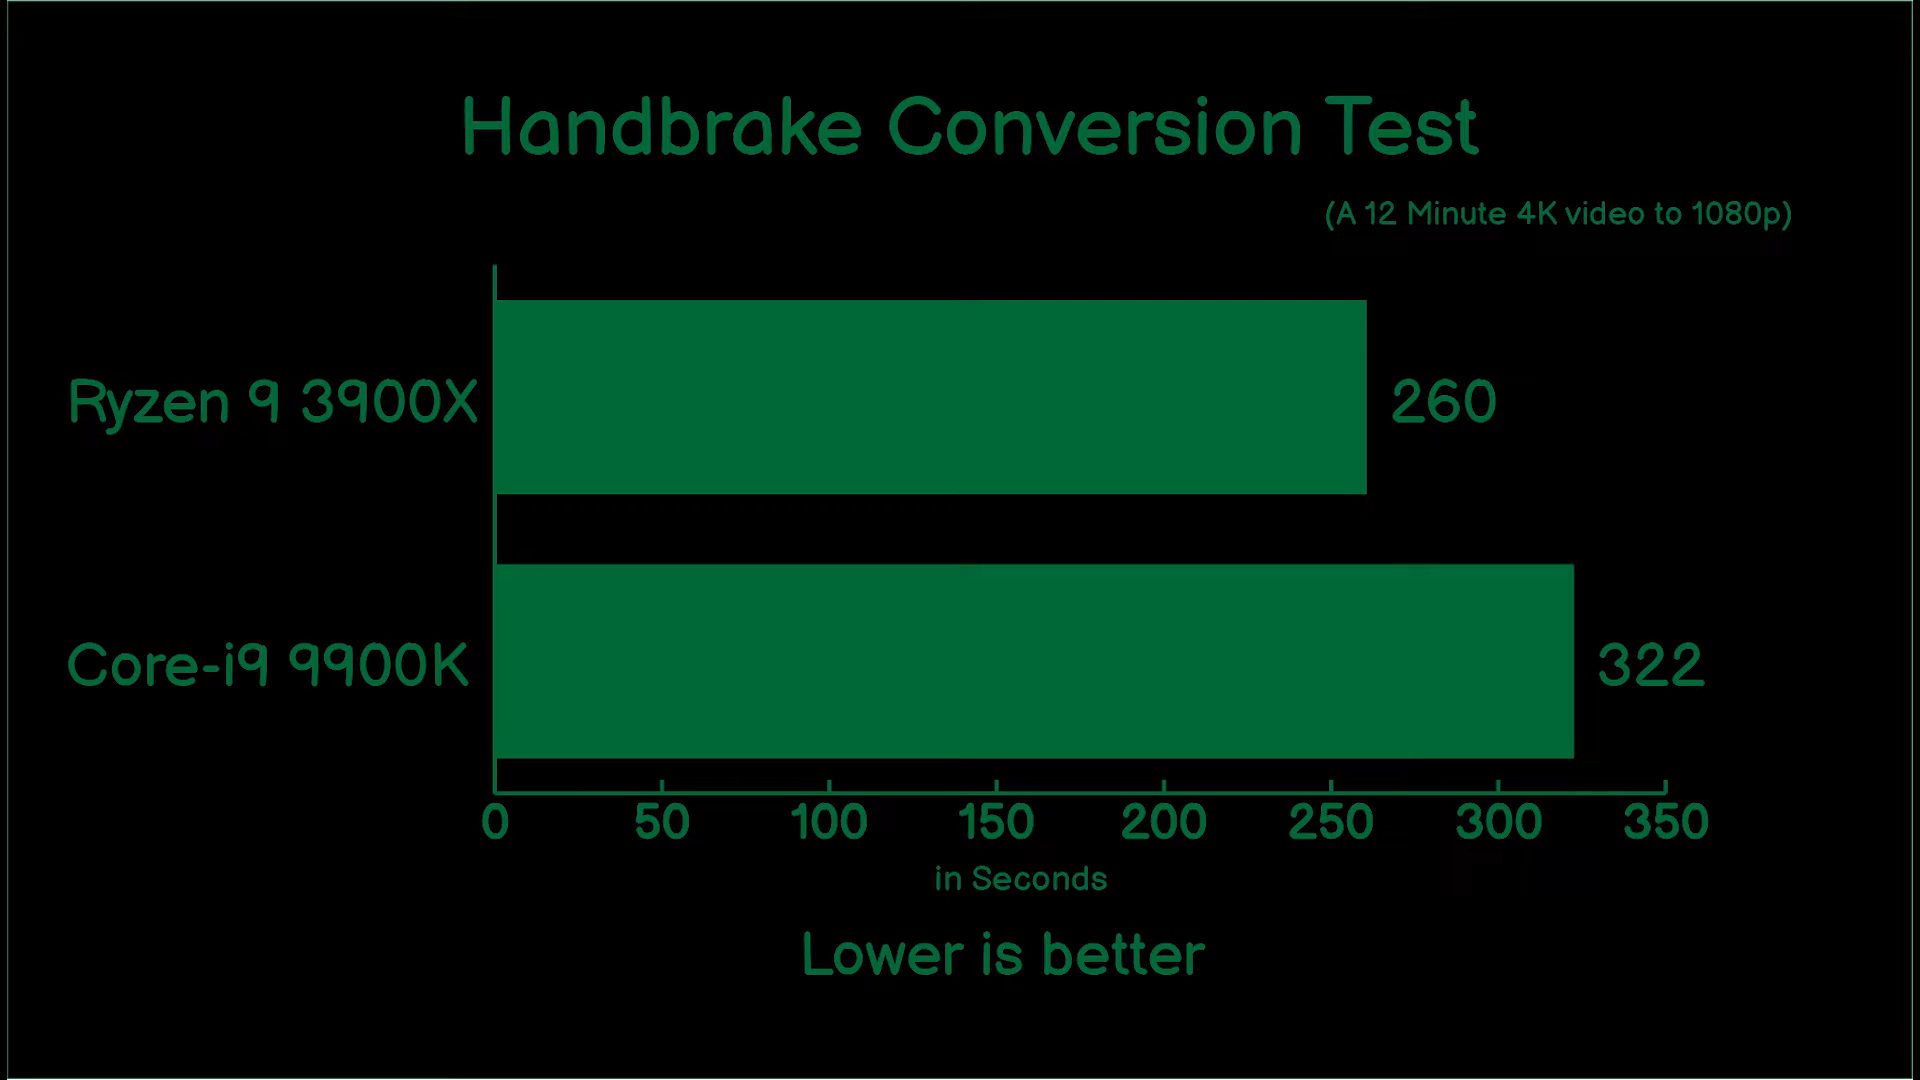 Handbrake Conversion Test
(A 12 Minute 4K video to 1080p)
Ryzen 9 3900X
260
Core-i9 9900K
322
0 50 100 150 200 250 300 350
in Seconds
Lower is better